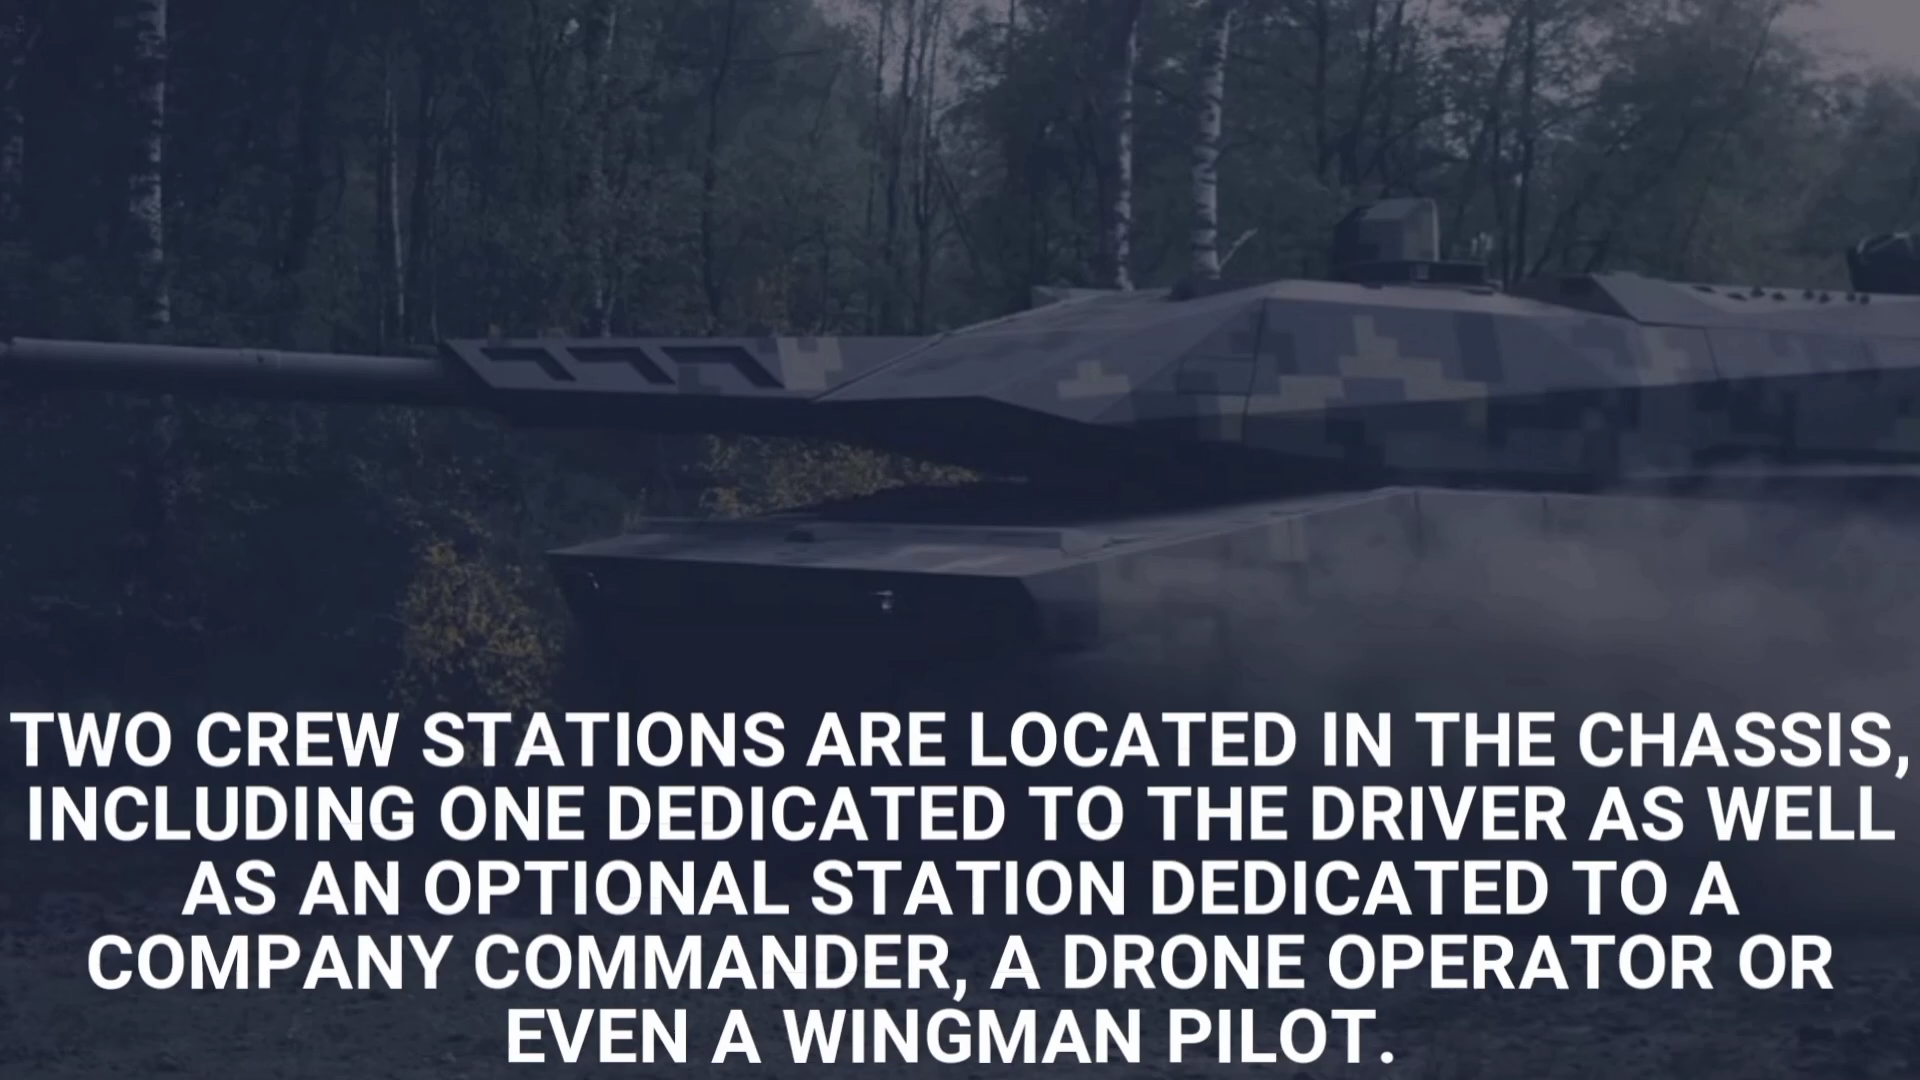 TWO CREW STATIONS ARE LOCATED IN THE CHASSIS,
INCLUDING ONE DEDICATED TO THE DRIVER AS WELL
AS AN OPTIONAL STATION DEDICATED TO A
COMPANY COMMANDER, A DRONE OPERATOR OR
EVEN A WINGMAN PILOT.